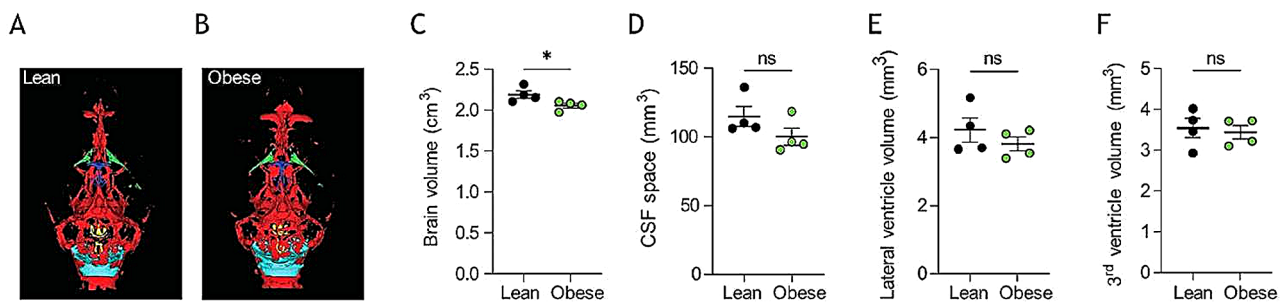 A
B
C
D
E
F
Lean
Obese
Brain volume (cm³)
2.5
2.0
1.5
1.0
0.5
0.0
*
Lean Obese
CSF space (mm³)
150
100
50
0
ns
Lean Obese
Lateral ventricle volume (mm³)
6
4
2
0
ns
Lean Obese
3ʳᵈ ventricle volume (mm³)
5
4
3
2
1
0
ns
Lean Obese